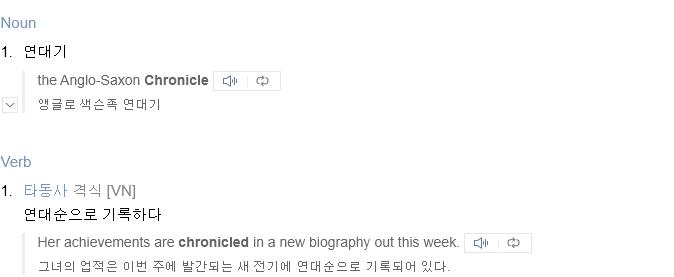 Noun
1. 연대기
the Anglo-Saxon Chronicle
앵글로 색슨족 연대기
Verb
1. 타동사 격식 [VN]
연대순으로 기록하다
Her achievements are chronicled in a new biography out this week.
그녀의 업적은 이번 주에 발간되는 새 전기에 연대순으로 기록되어 있다.